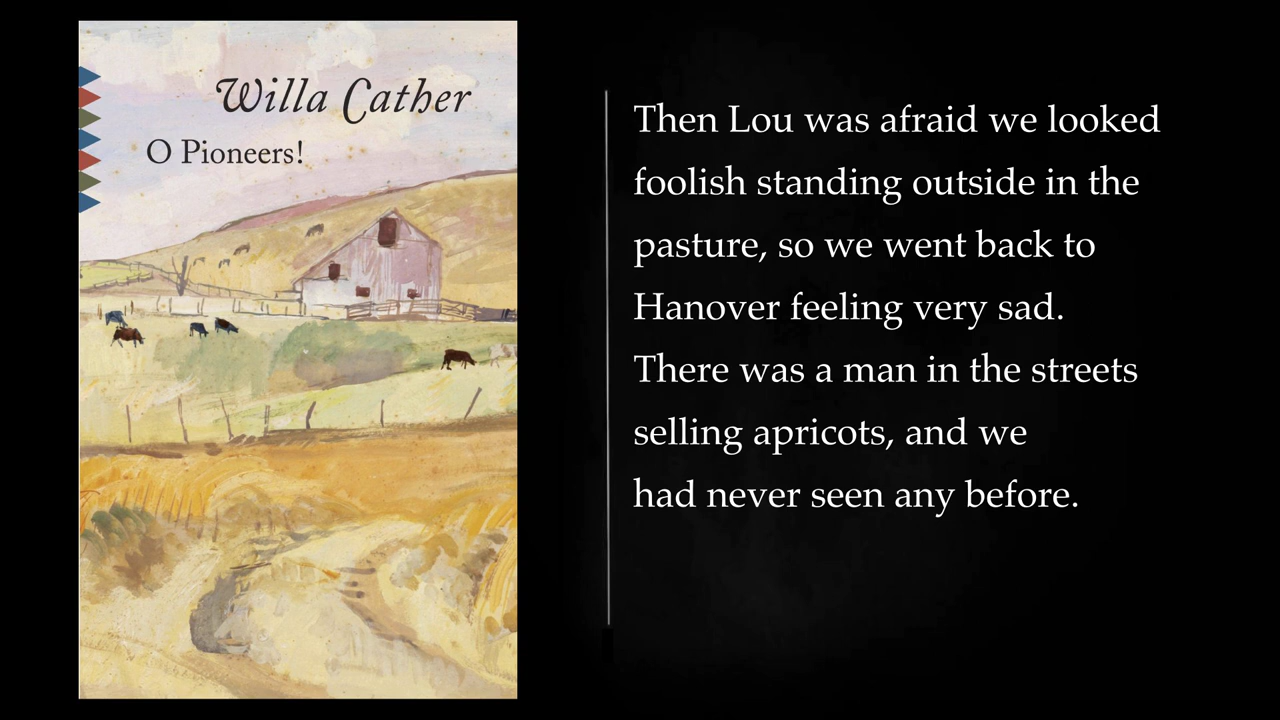 Willa Cather
O Pioneers!
Then Lou was afraid we looked
foolish standing outside in the
pasture, so we went back to
Hanover feeling very sad.
There was a man in the streets
selling apricots, and we
had never seen any before.